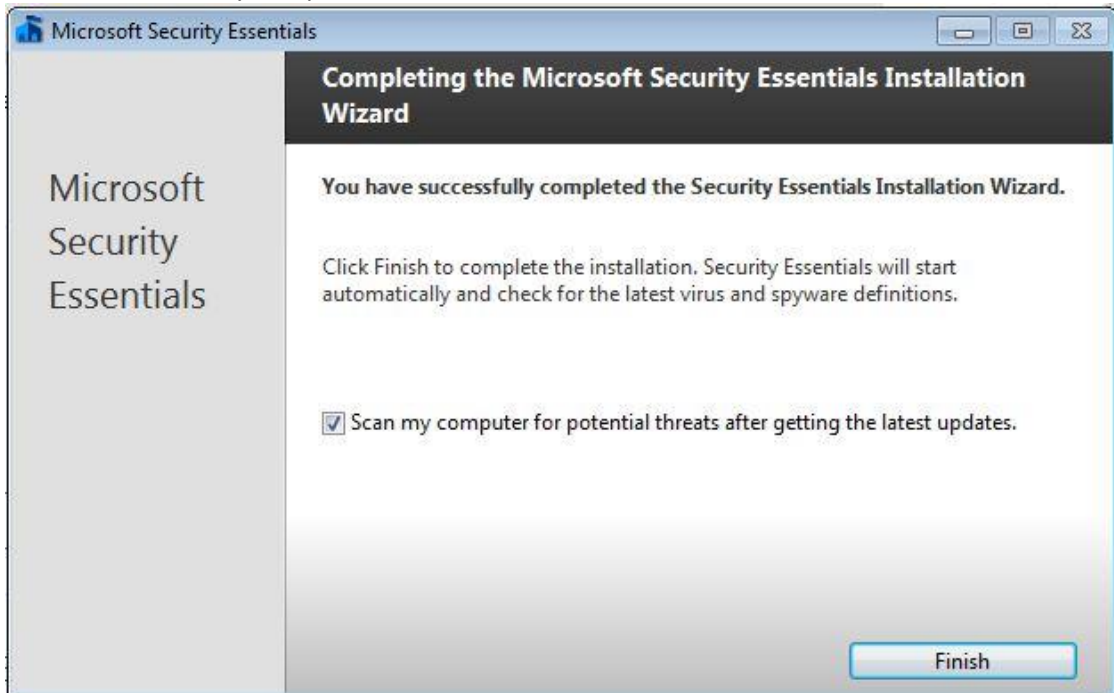 Microsoft Security Essentials
Completing the Microsoft Security Essentials Installation
Wizard
Microsoft
Security
Essentials
You have successfully completed the Security Essentials Installation Wizard.
Click Finish to complete the installation. Security Essentials will start
automatically and check for the latest virus and spyware definitions.
Scan my computer for potential threats after getting the latest updates.
Finish